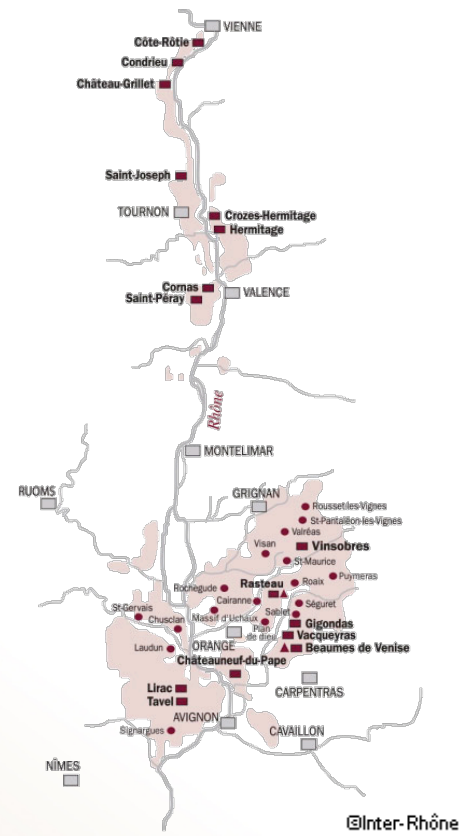 VIENNE
Côte-Rôtie
Condrieu
Château-Grillet
Saint-Joseph
TOURNON
Crozes-Hermitage
Hermitage
Cornas
Saint-Péray
VALENCE
Rhône
MONTELIMAR
RUOMS
GRIGNAN
Rousset-les-Vignes
St-Pantaléon-les-Vignes
Valréas
Visan
Vinsobres
St-Maurice
Puymeras
Rochegude
Rasteau
Roaix
Cairanne
St-Gervais
Massif d'Uchaux
Sablet
Séguret
Chusclan
Plan
de dieu
Gigondas
Vacqueyras
ORANGE
Laudun
Beaumes de Venise
Châteauneuf-du-Pape
Lirac
Tavel
CARPENTRAS
AVIGNON
Signargues
CAVAILLON
NÎMES
©Inter-Rhône